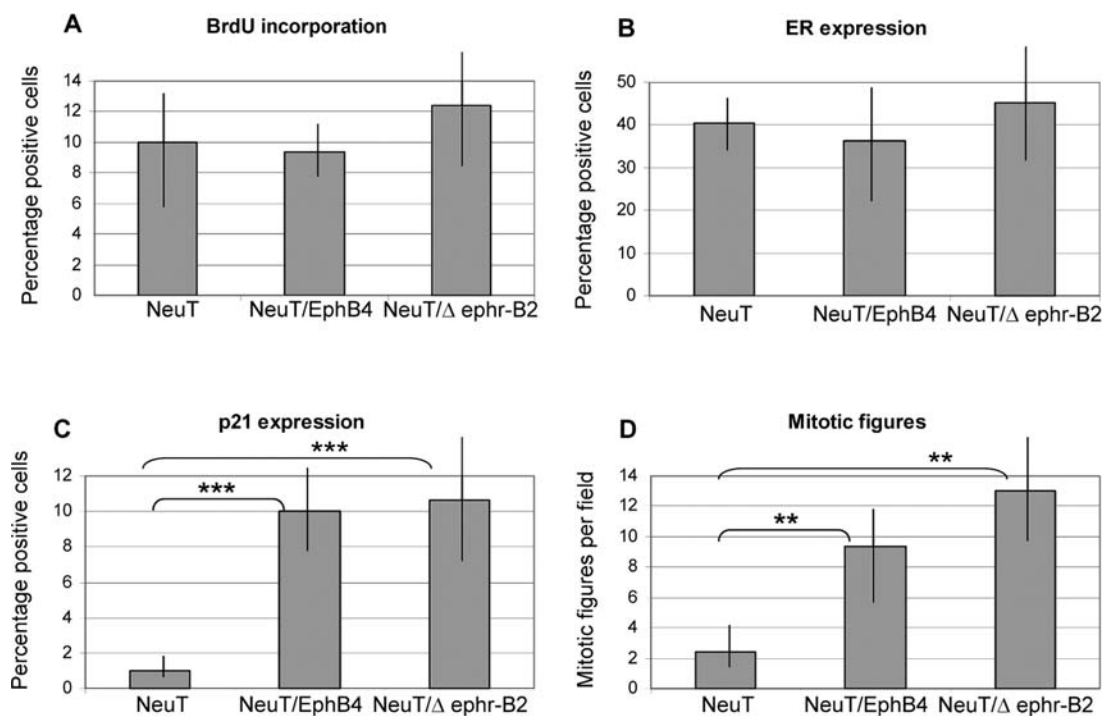 A
BrdU incorporation
Percentage positive cells
14
12
10
8
6
4
2
0
NeuT
NeuT/EphB4
NeuT/Δ ephr-B2
B
ER expression
Percentage positive cells
50
40
30
20
10
0
NeuT
NeuT/EphB4
NeuT/Δ ephr-B2
C
p21 expression
***
***
Percentage positive cells
12
10
8
6
4
2
0
NeuT
NeuT/EphB4
NeuT/Δ ephr-B2
D
Mitotic figures
**
**
Mitotic figures per field
14
12
10
8
6
4
2
0
NeuT
NeuT/EphB4
NeuT/Δ ephr-B2